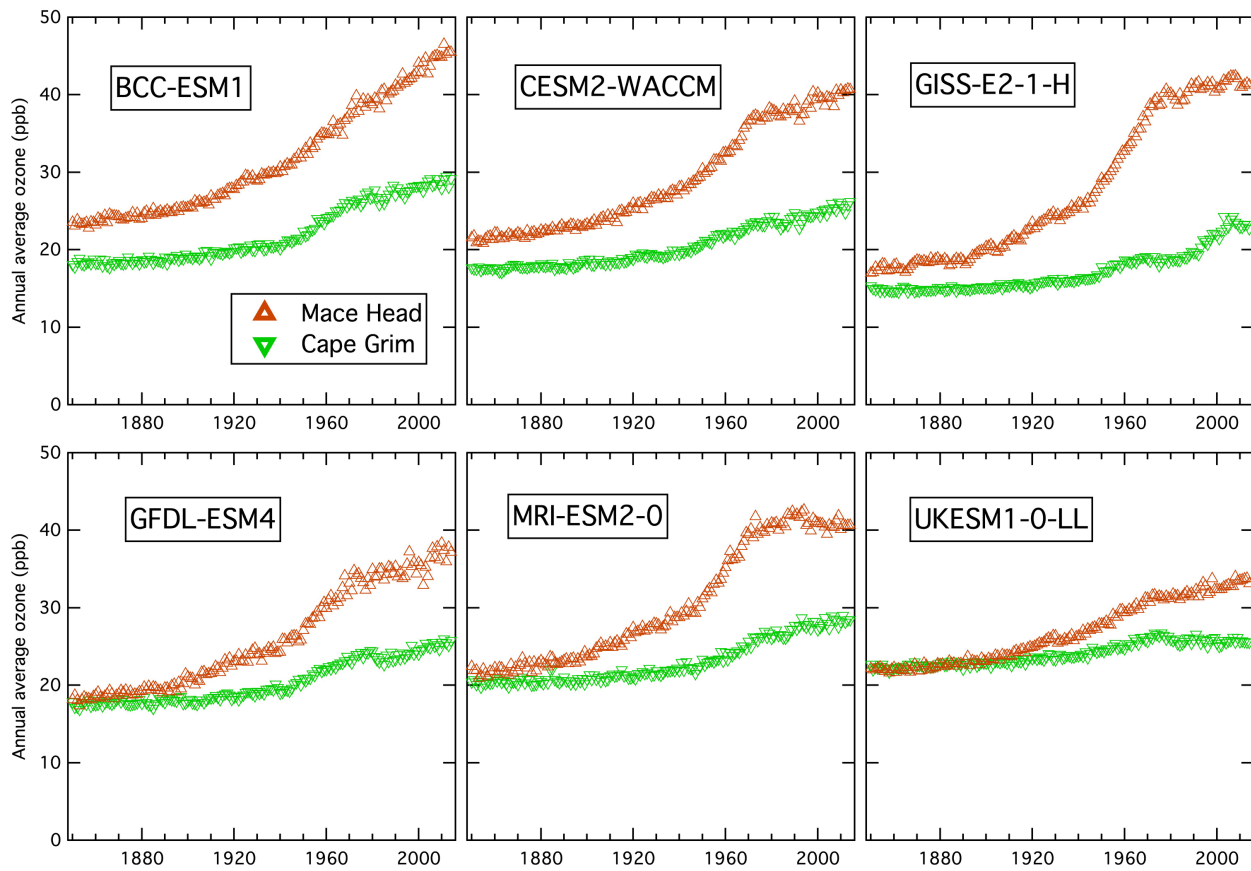 50
40
30
20
10
0
Annual average ozone (ppb)
BCC-ESM1
Mace Head
Cape Grim
1880 1920 1960 2000
CESM2-WACCM
1880 1920 1960 2000
GISS-E2-1-H
1880 1920 1960 2000
50
40
30
20
10
0
Annual average ozone (ppb)
GFDL-ESM4
1880 1920 1960 2000
MRI-ESM2-0
1880 1920 1960 2000
UKESM1-0-LL
1880 1920 1960 2000